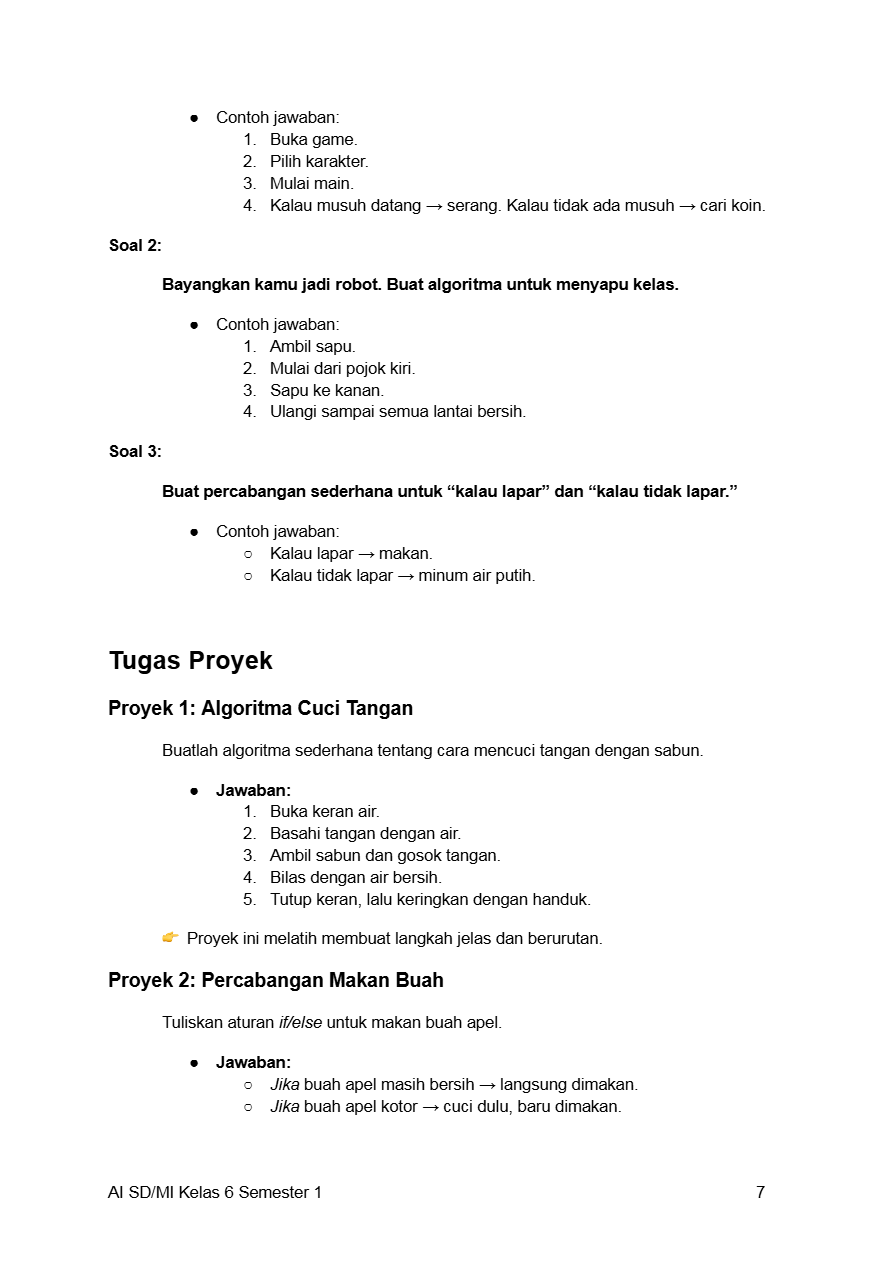 ● Contoh jawaban:
1. Buka game.
2. Pilih karakter.
3. Mulai main.
4. Kalau musuh datang → serang. Kalau tidak ada musuh → cari koin.
Soal 2:
Bayangkan kamu jadi robot. Buat algoritma untuk menyapu kelas.
● Contoh jawaban:
1. Ambil sapu.
2. Mulai dari pojok kiri.
3. Sapu ke kanan.
4. Ulangi sampai semua lantai bersih.
Soal 3:
Buat percabangan sederhana untuk “kalau lapar” dan “kalau tidak lapar.”
● Contoh jawaban:
○ Kalau lapar → makan.
○ Kalau tidak lapar → minum air putih.
Tugas Proyek
Proyek 1: Algoritma Cuci Tangan
Buatlah algoritma sederhana tentang cara mencuci tangan dengan sabun.
● Jawaban:
1. Buka keran air.
2. Basahi tangan dengan air.
3. Ambil sabun dan gosok tangan.
4. Bilas dengan air bersih.
5. Tutup keran, lalu keringkan dengan handuk.
👉 Proyek ini melatih membuat langkah jelas dan berurutan.
Proyek 2: Percabangan Makan Buah
Tuliskan aturan if/else untuk makan buah apel.
● Jawaban:
○ Jika buah apel masih bersih → langsung dimakan.
○ Jika buah apel kotor → cuci dulu, baru dimakan.
AI SD/MI Kelas 6 Semester 1 7